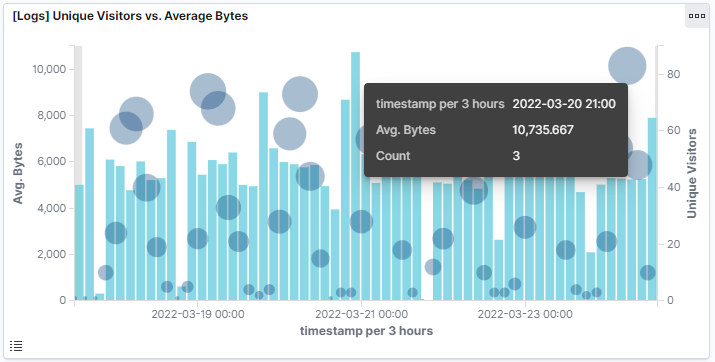 [Logs] Unique Visitors vs. Average Bytes
10,000
8,000
6,000
4,000
2,000
0
Avg. Bytes
80
60
40
20
0
Unique Visitors
timestamp per 3 hours 2022-03-20 21:00
Avg. Bytes 10,735.667
Count 3
2022-03-19 00:00 2022-03-21 00:00 2022-03-23 00:00
timestamp per 3 hours